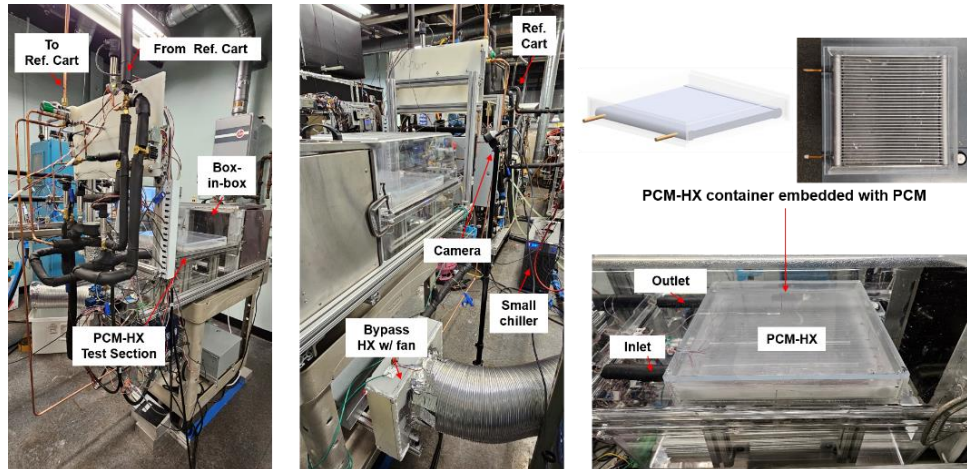 To
Ref. Cart
From Ref. Cart
Box-
in-box
PCM-HX
Test Section
Ref.
Cart
Camera
Small
chiller
Bypass
HX w/ fan
PCM-HX container embedded with PCM
Outlet
Inlet
PCM-HX